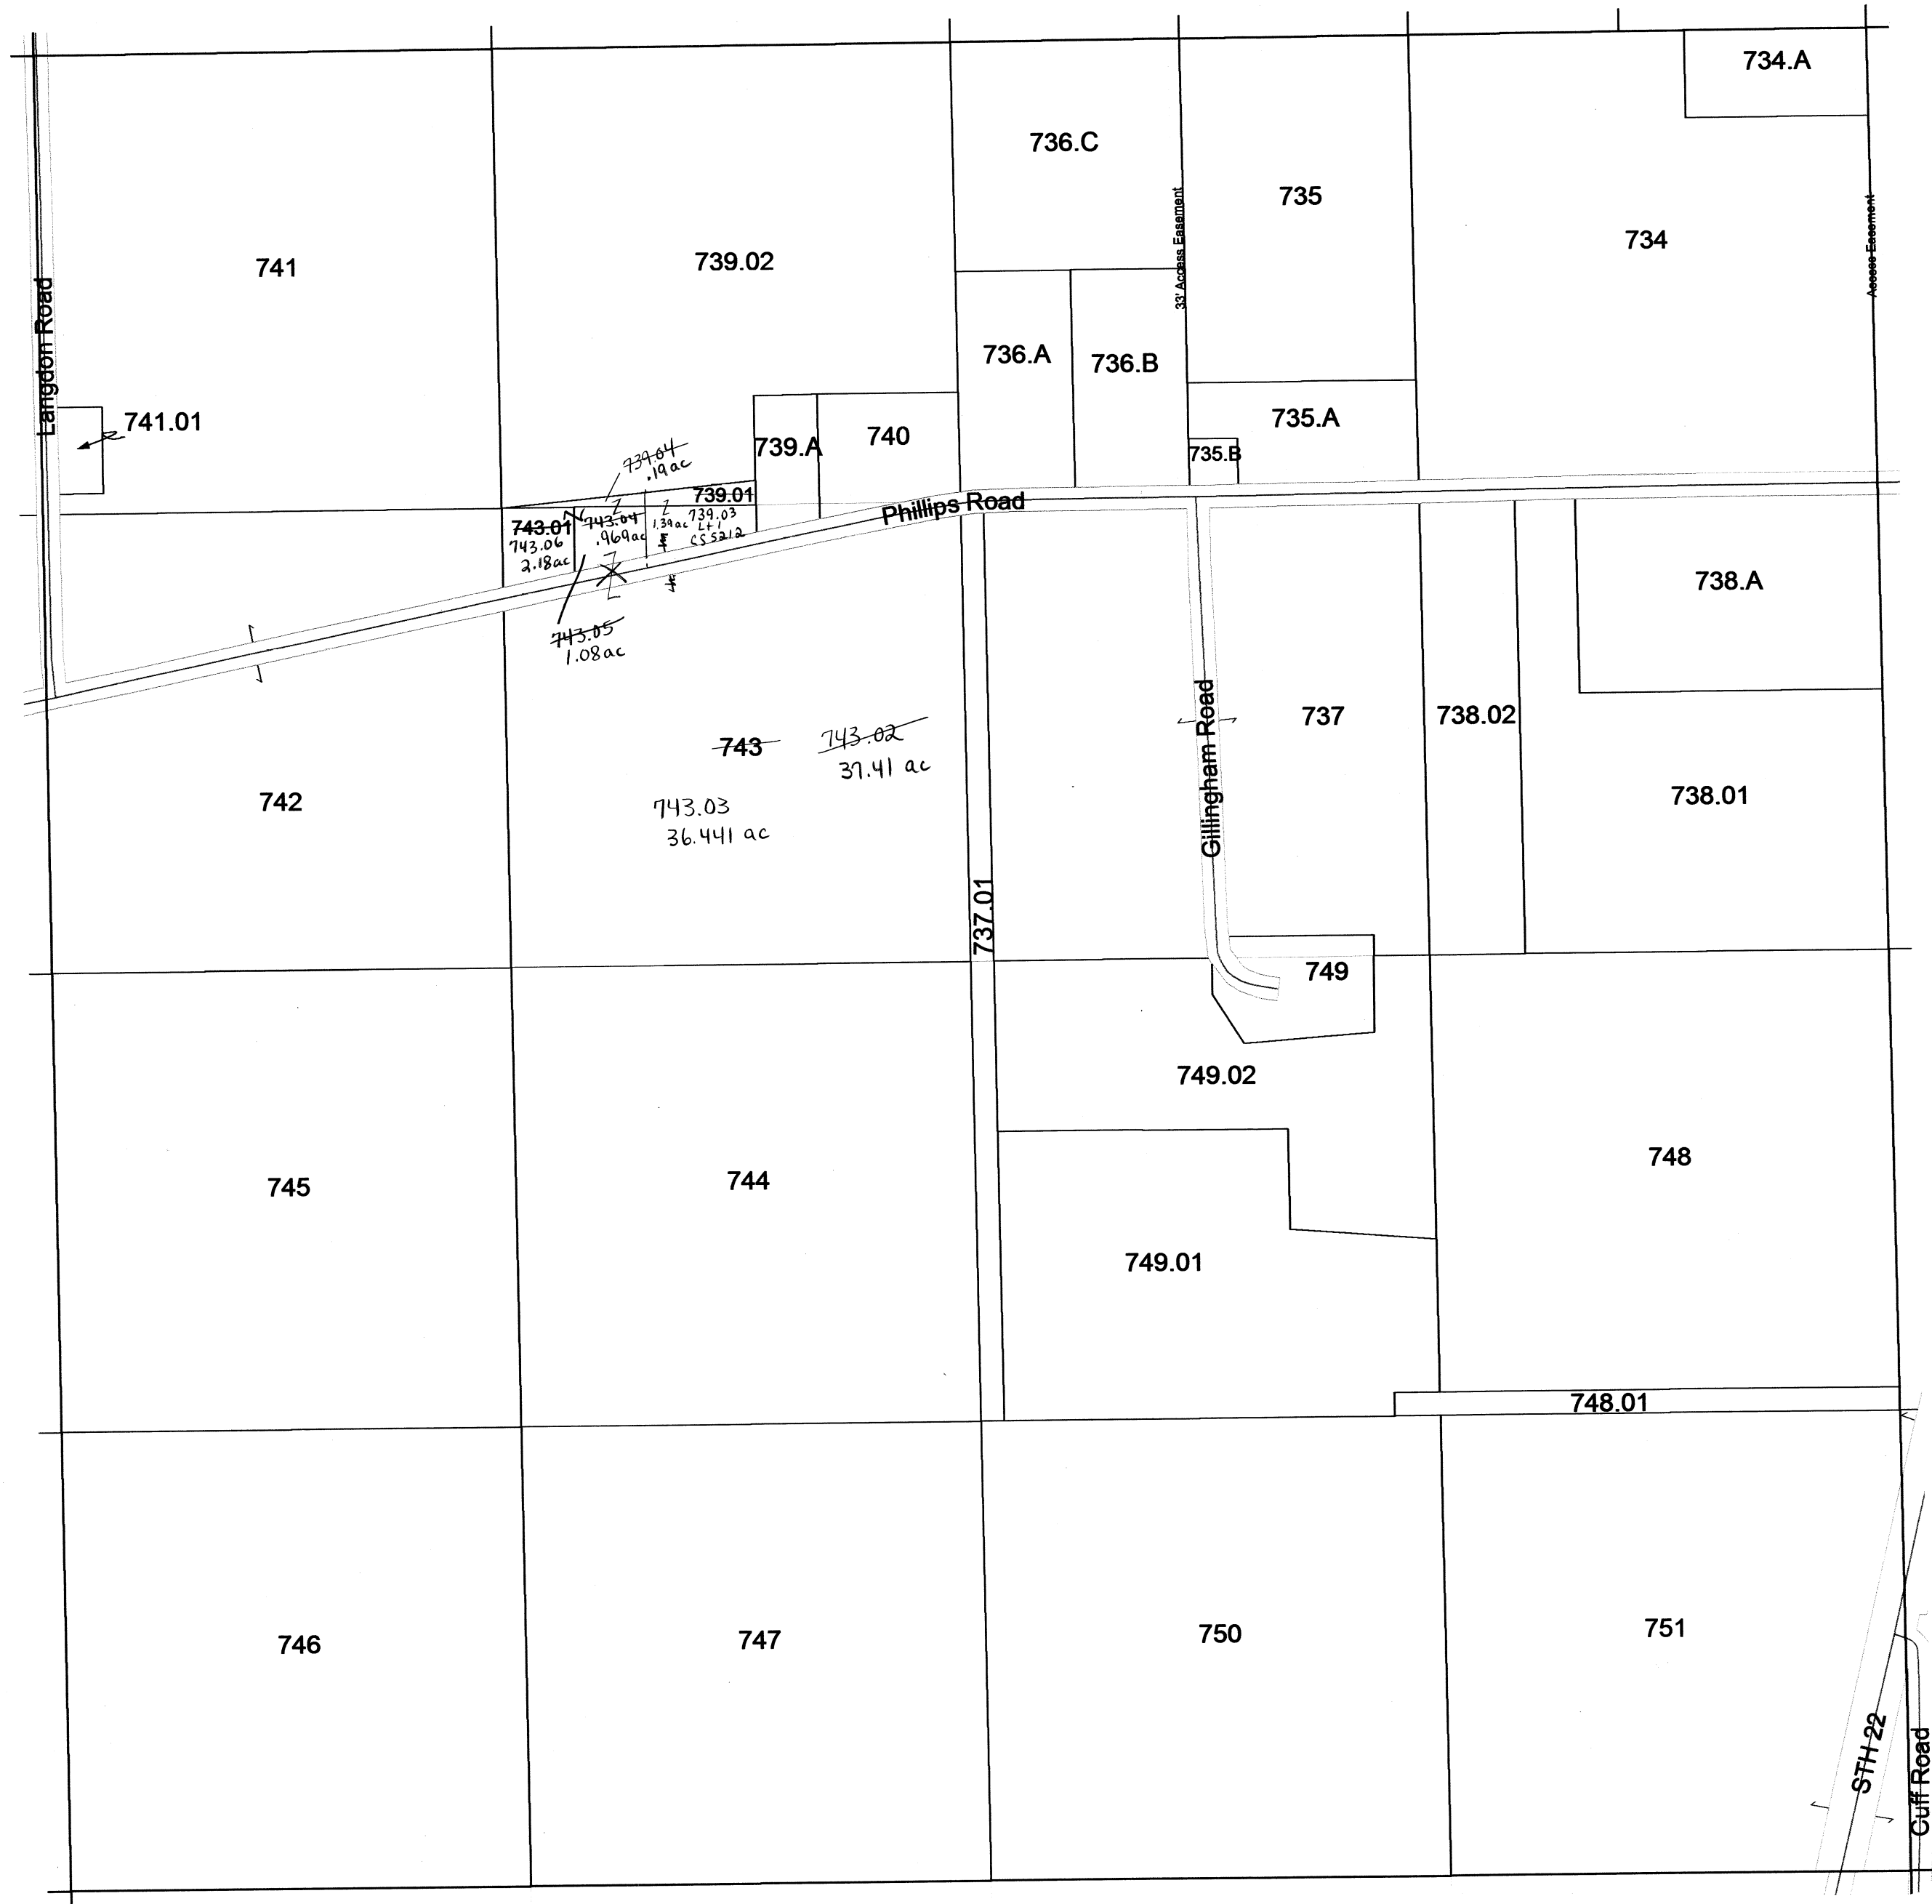 734.A
736.C
735
734
33' Access Easement
Access Easement
741
739.02
Langdon Road
736.A
736.B
741.01
735.A
739.A
740
735.B
739.04
.19ac
739.01
Phillips Road
743.01
743.06
2.18ac
743.04
.969ac
1.39ac
739.03
Lt 1
CS5212
743.05
1.08ac
738.A
743
743.02
37.41 ac
743.03
36.441 ac
742
Gillingham Road
737
738.02
738.01
737.01
749
749.02
745
744
748
749.01
748.01
746
747
750
751
STH 22
Cuff Road